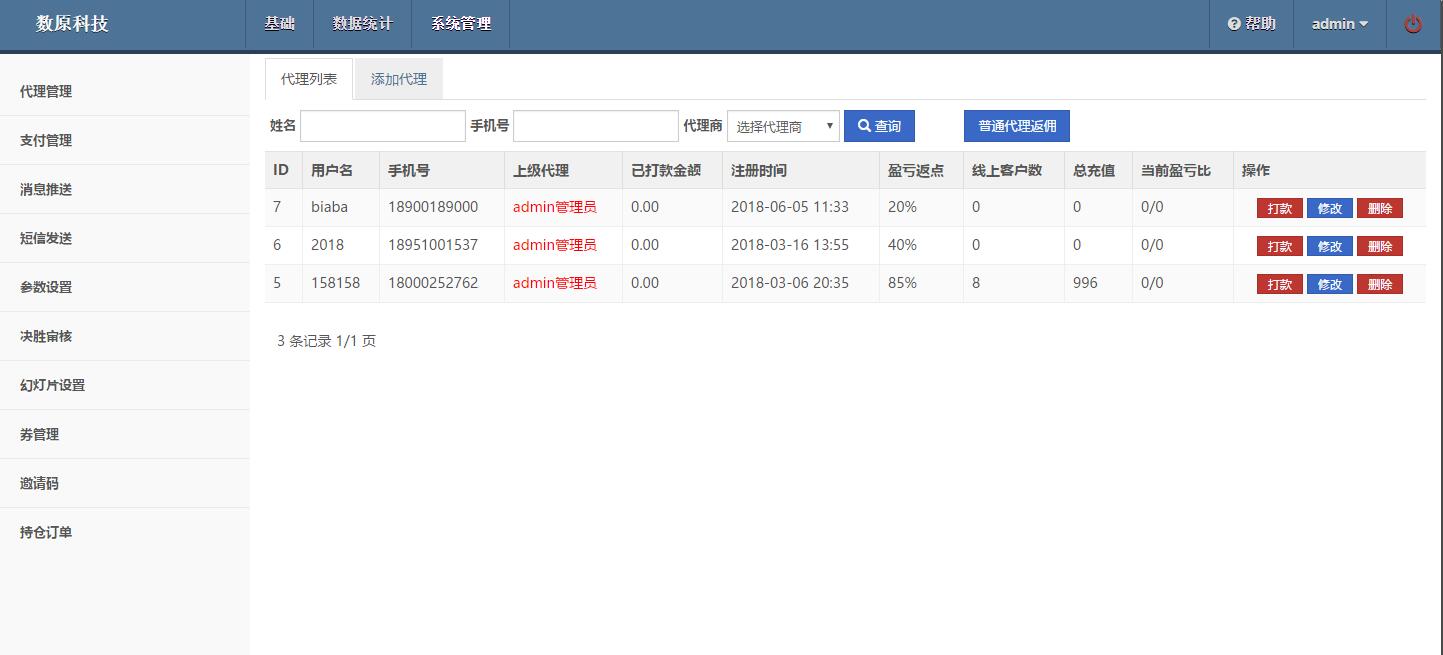 数原科技 基础 数据统计 系统管理 帮助 admin
代理管理
支付管理
消息推送
短信发送
参数设置
决胜审核
幻灯片设置
券管理
邀请码
持仓订单
代理列表 添加代理
姓名 手机号 代理商 选择代理商 查询 普通代理返佣
ID 用户名 手机号 上级代理 已打款金额 注册时间 盈亏返点 线上客户数 总充值 当前盈亏比 操作
7 biaba 18900189000 admin管理员 0.00 2018-06-05 11:33 20% 0 0 0/0 打款 修改 删除
6 2018 18951001537 admin管理员 0.00 2018-03-16 13:55 40% 0 0 0/0 打款 修改 删除
5 158158 18000252762 admin管理员 0.00 2018-03-06 20:35 85% 8 996 0/0 打款 修改 删除
3 条记录 1/1 页